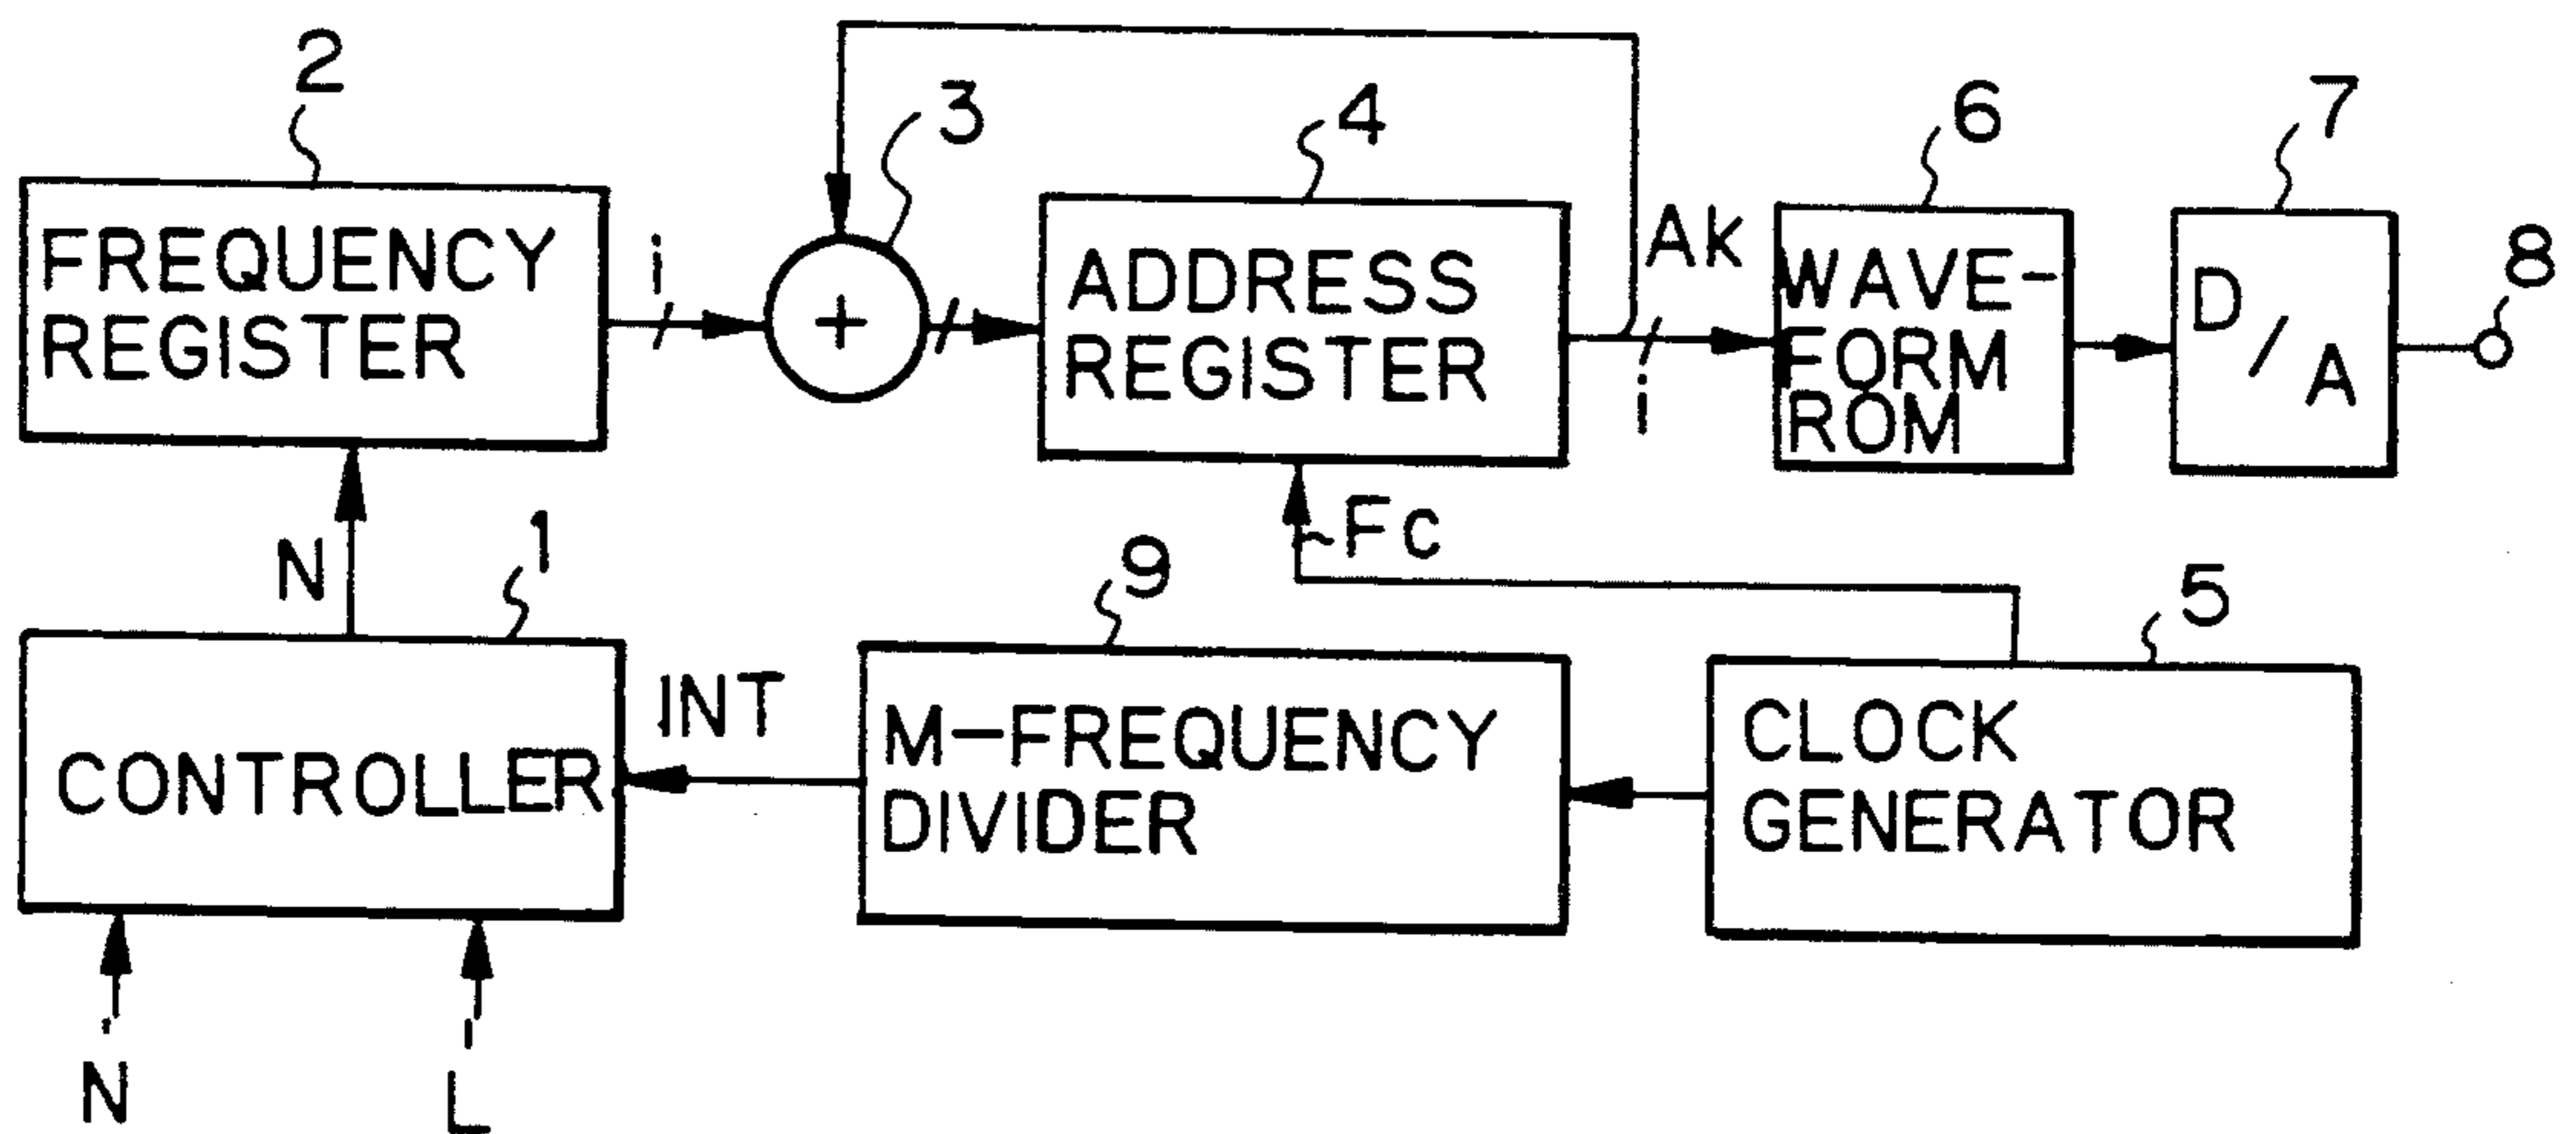 2
3
4
6
7
8
FREQUENCY
REGISTER
i
+
ADDRESS
REGISTER
AK
i
WAVE-
FORM
ROM
D/A
N
1
FC
9
5
CONTROLLER
INT
M-FREQUENCY
DIVIDER
CLOCK
GENERATOR
N
L